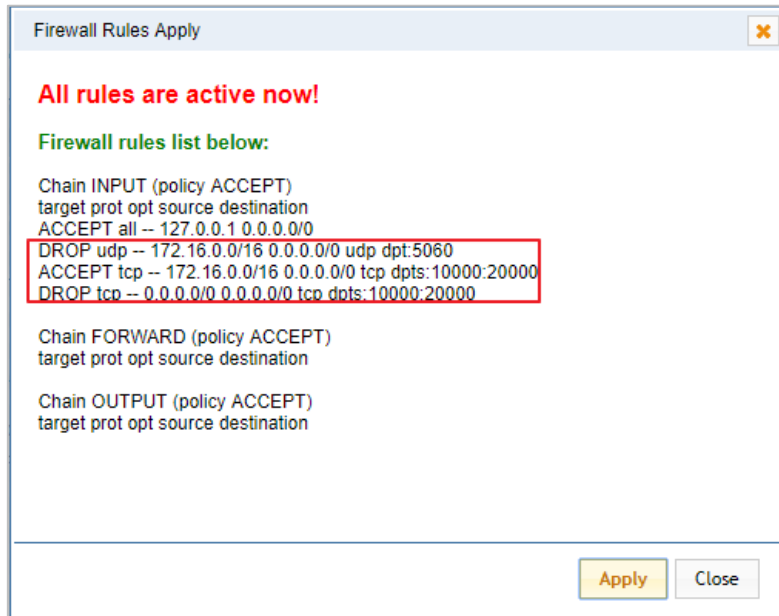 Firewall Rules Apply
All rules are active now!
Firewall rules list below:
Chain INPUT (policy ACCEPT)
target prot opt source destination
ACCEPT all -- 127.0.0.1 0.0.0.0/0
DROP udp -- 172.16.0.0/16 0.0.0.0/0 udp dpt:5060
ACCEPT tcp -- 172.16.0.0/16 0.0.0.0/0 tcp dpts:10000:20000
DROP tcp -- 0.0.0.0/0 0.0.0.0/0 tcp dpts:10000:20000
Chain FORWARD (policy ACCEPT)
target prot opt source destination
Chain OUTPUT (policy ACCEPT)
target prot opt source destination
Apply Close